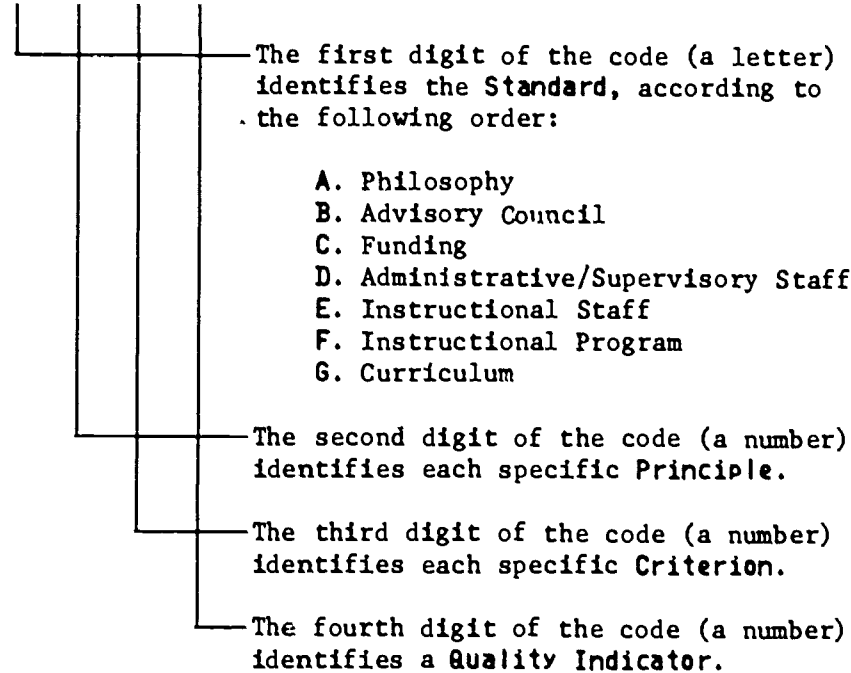 The first digit of the code (a letter)
identifies the Standard, according to
the following order:
A. Philosophy
B. Advisory Council
C. Funding
D. Administrative/Supervisory Staff
E. Instructional Staff
F. Instructional Program
G. Curriculum
The second digit of the code (a number)
identifies each specific Principle.
The third digit of the code (a number)
identifies each specific Criterion.
The fourth digit of the code (a number)
identifies a Quality Indicator.